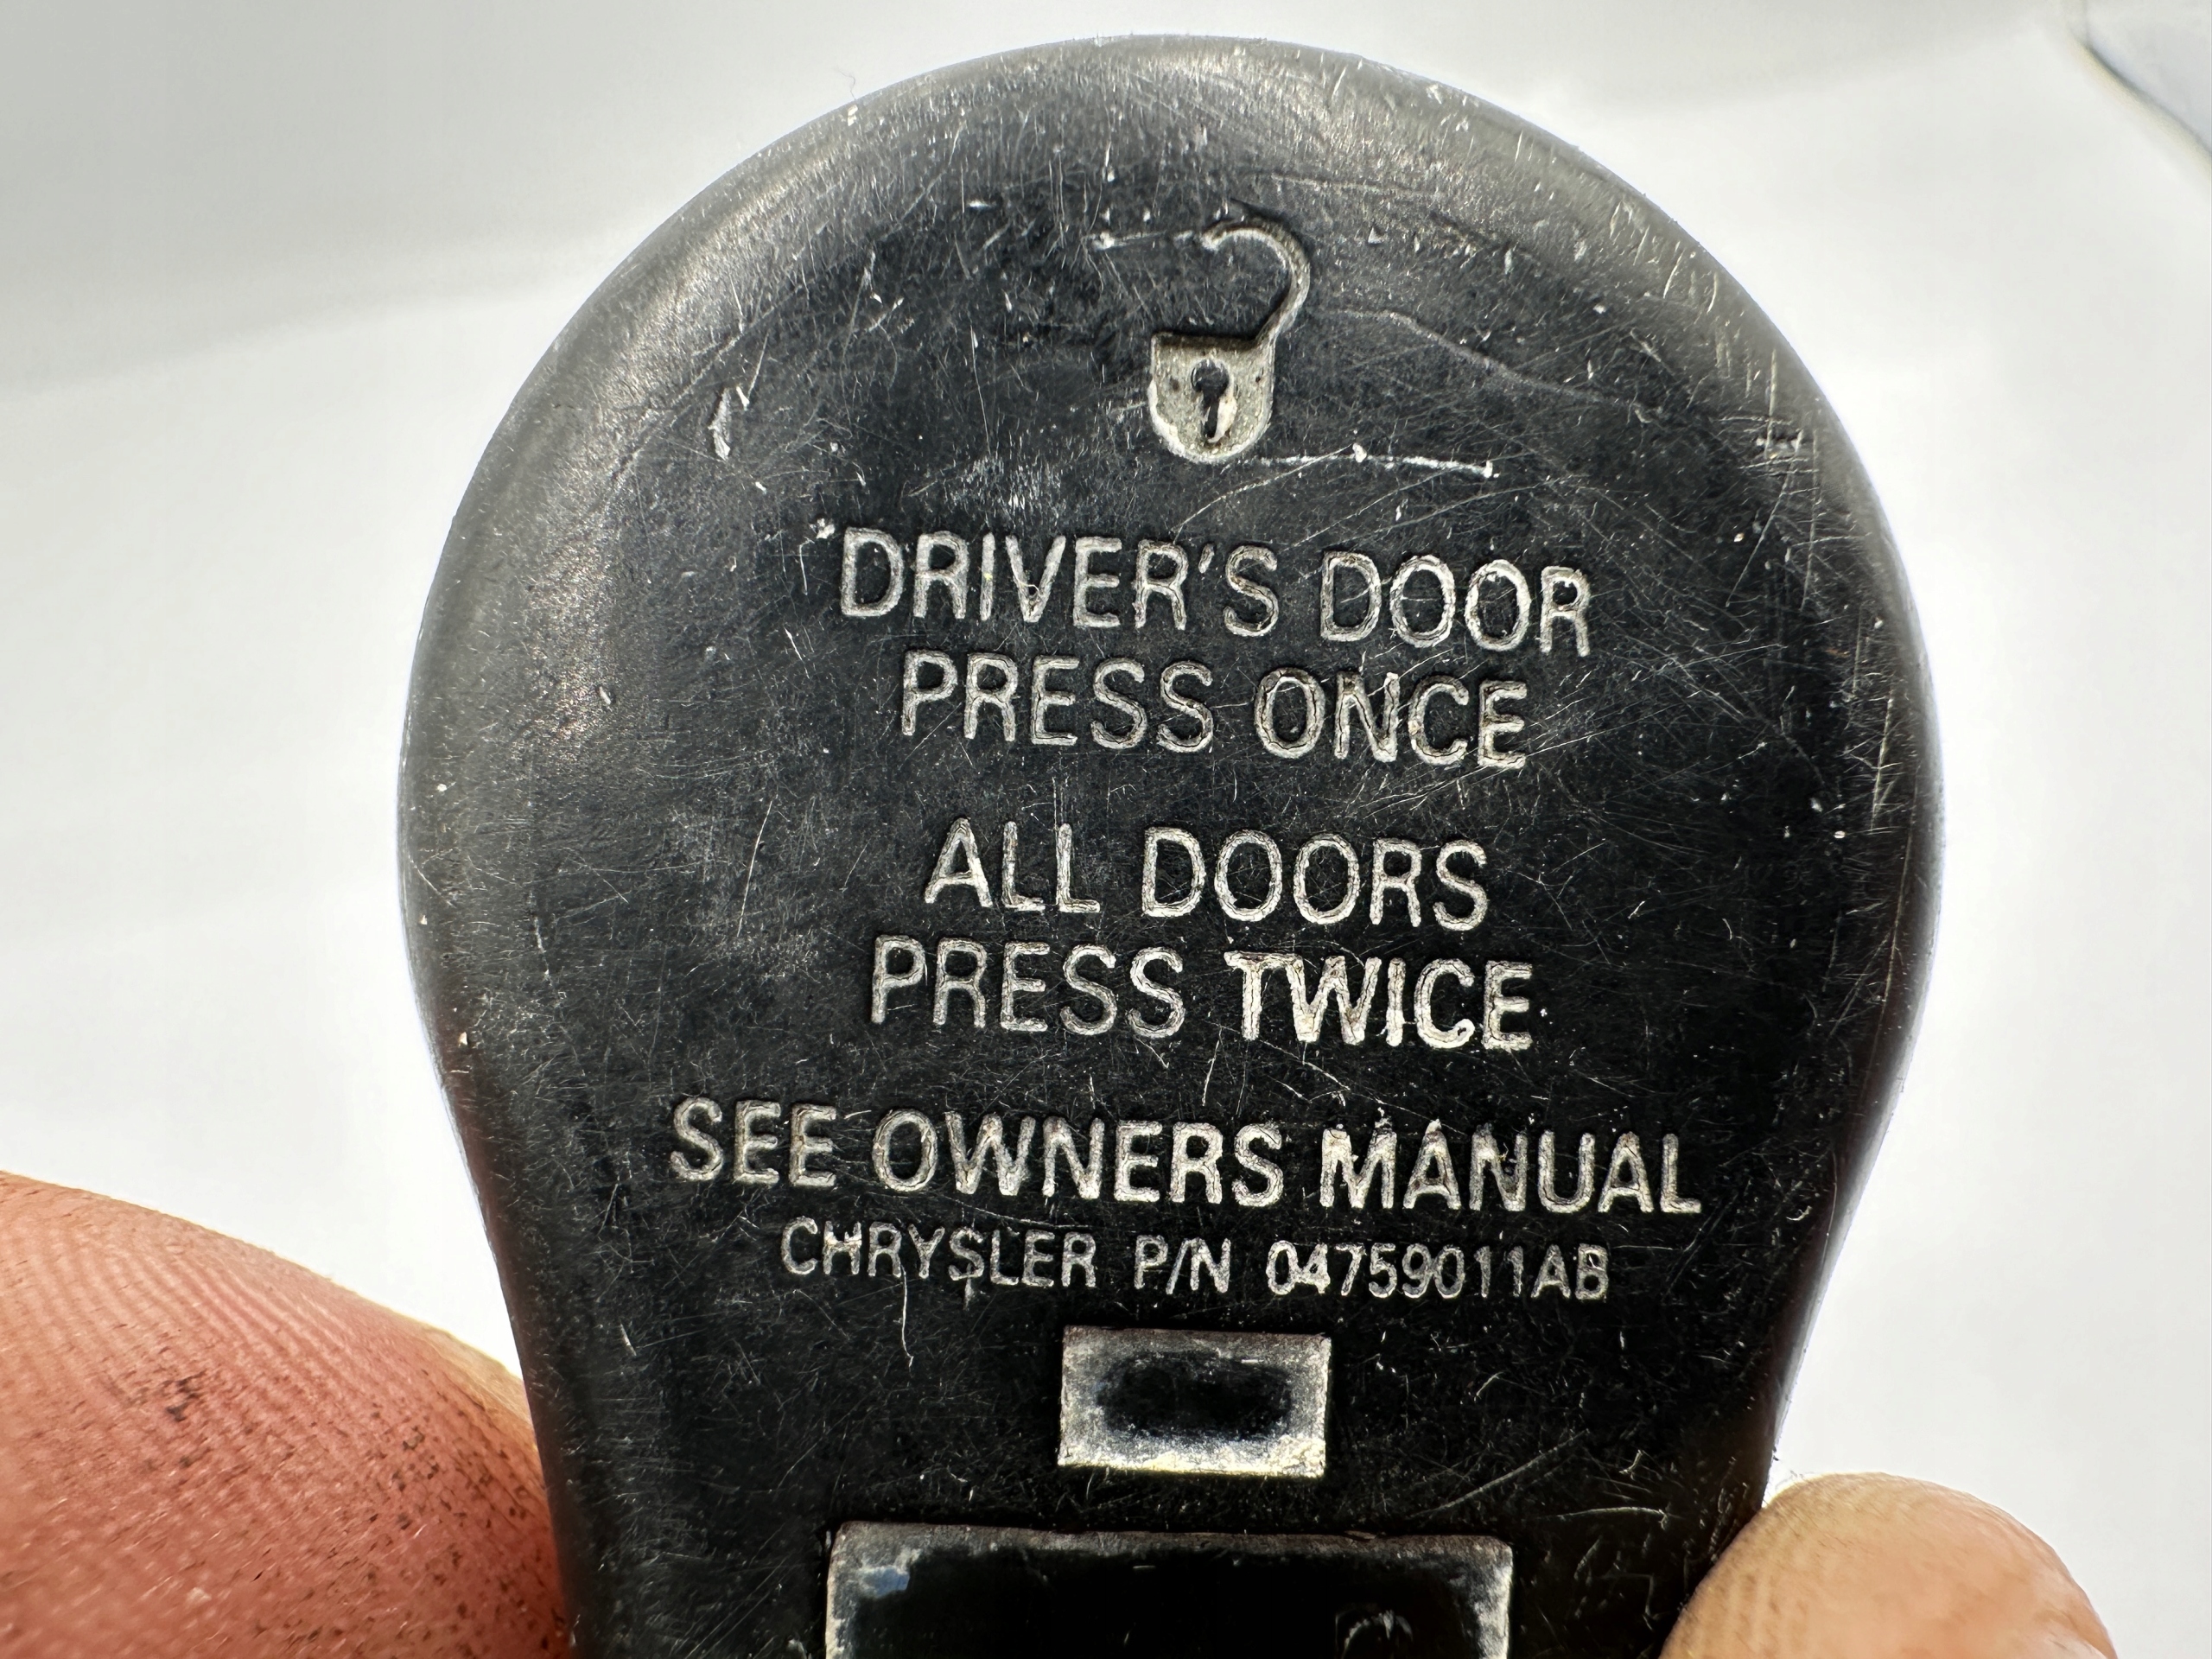 DRIVER'S DOOR
PRESS ONCE
ALL DOORS
PRESS TWICE
SEE OWNERS MANUAL
CHRYSLER P/N 04759011AB